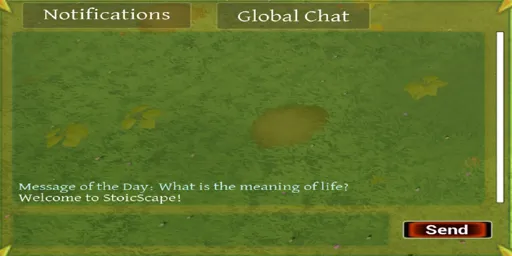 Notifications
Global Chat
Message of the Day: What is the meaning of life?
Welcome to StoicScape!
Send